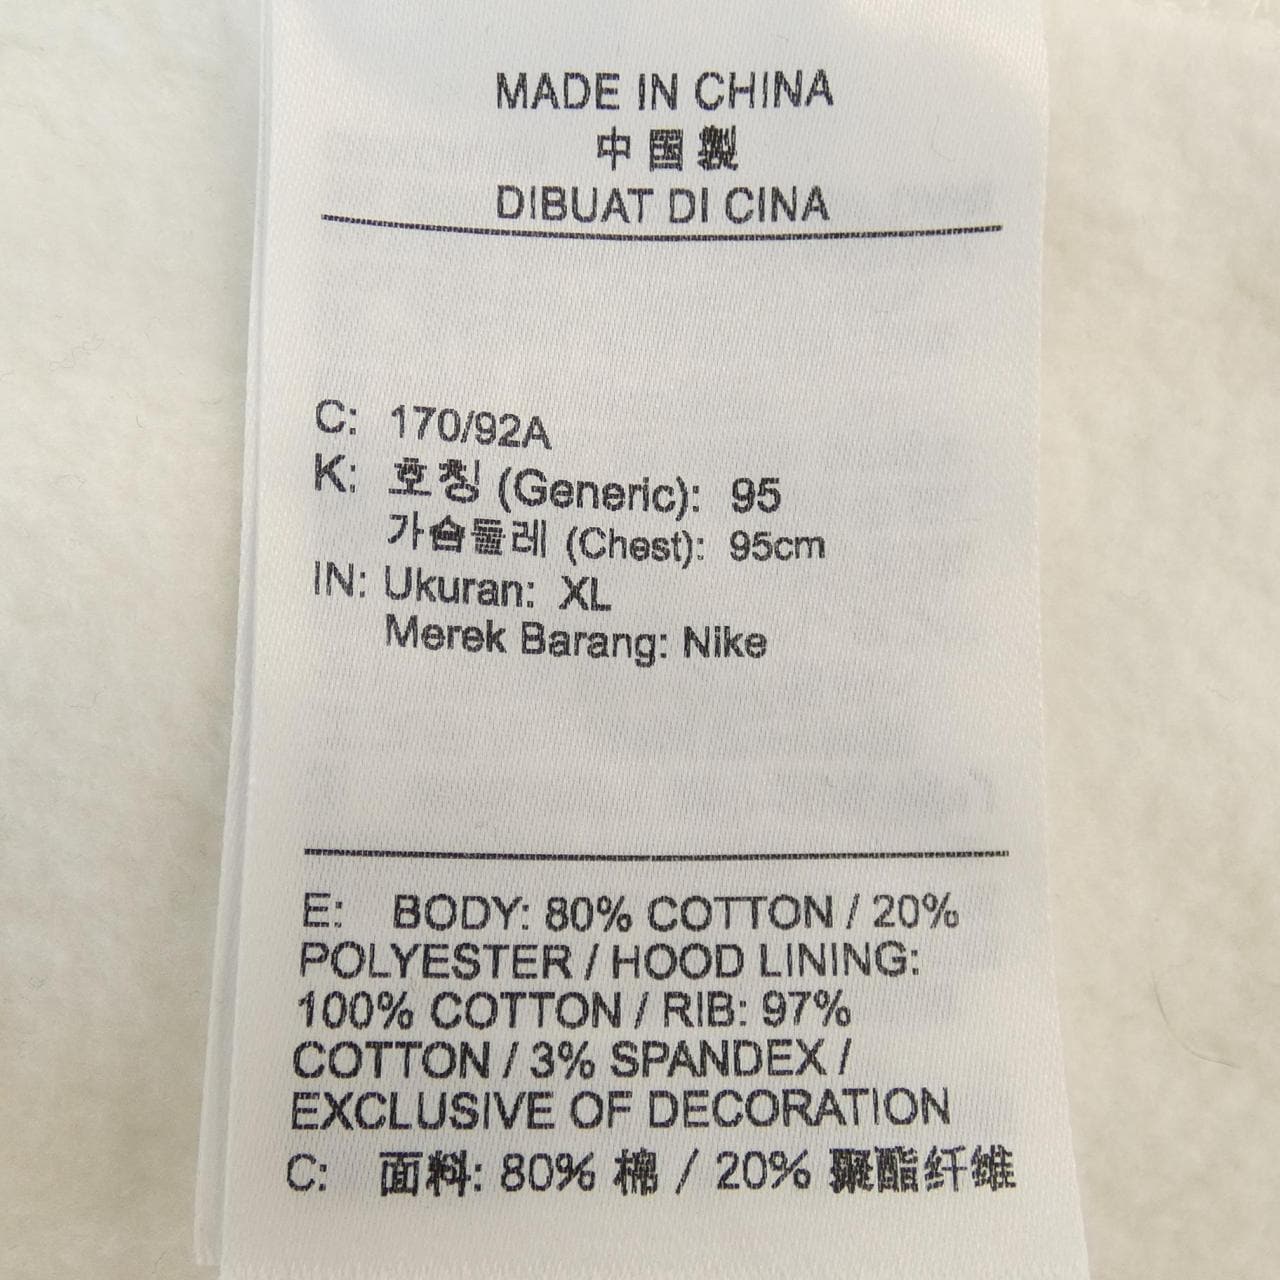 MADE IN CHINA
中国製
DIBUAT DI CINA
C: 170/92A
K: 호칭 (Generic): 95
가슴둘레 (Chest): 95cm
IN: Ukuran: XL
Merek Barang: Nike
E: BODY: 80% COTTON / 20%
POLYESTER / HOOD LINING:
100% COTTON / RIB: 97%
COTTON / 3% SPANDEX /
EXCLUSIVE OF DECORATION
C: 面料: 80% 棉 / 20% 聚酯纤维